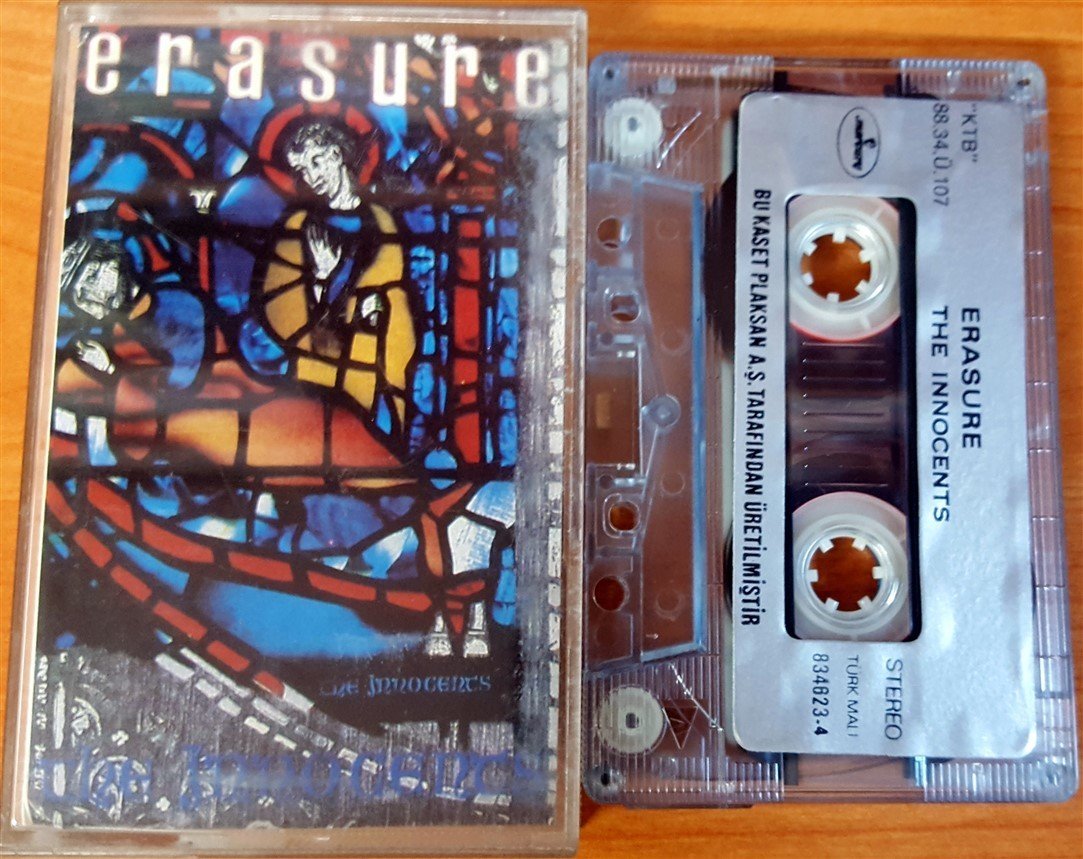 erasure
the Innocents
the Innocents
mercury
"KTB"
88.34.Ü.107
ERASURE
THE INNOCENTS
BU KASET PLAKSAN A.Ş. TARAFINDAN ÜRETİLMİŞTİR
STEREO
TÜRK MALI
834623-4